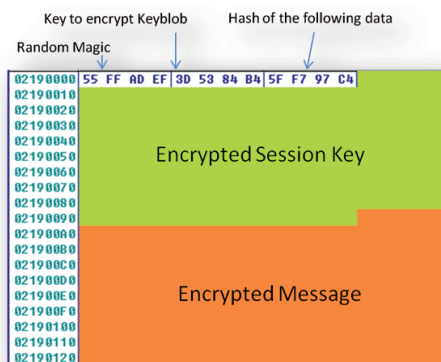 Key to encrypt Keyblob
Hash of the following data
Random Magic
02190000 55 FF AD EF 3D 53 84 B4 5F F7 97 C4
02190010
02190020
02190030
02190040
02190050
Encrypted Session Key
02190060
02190070
02190080
02190090
021900A0
021900B0
021900C0
021900D0
021900E0
Encrypted Message
021900F0
02190100
02190110
02190120